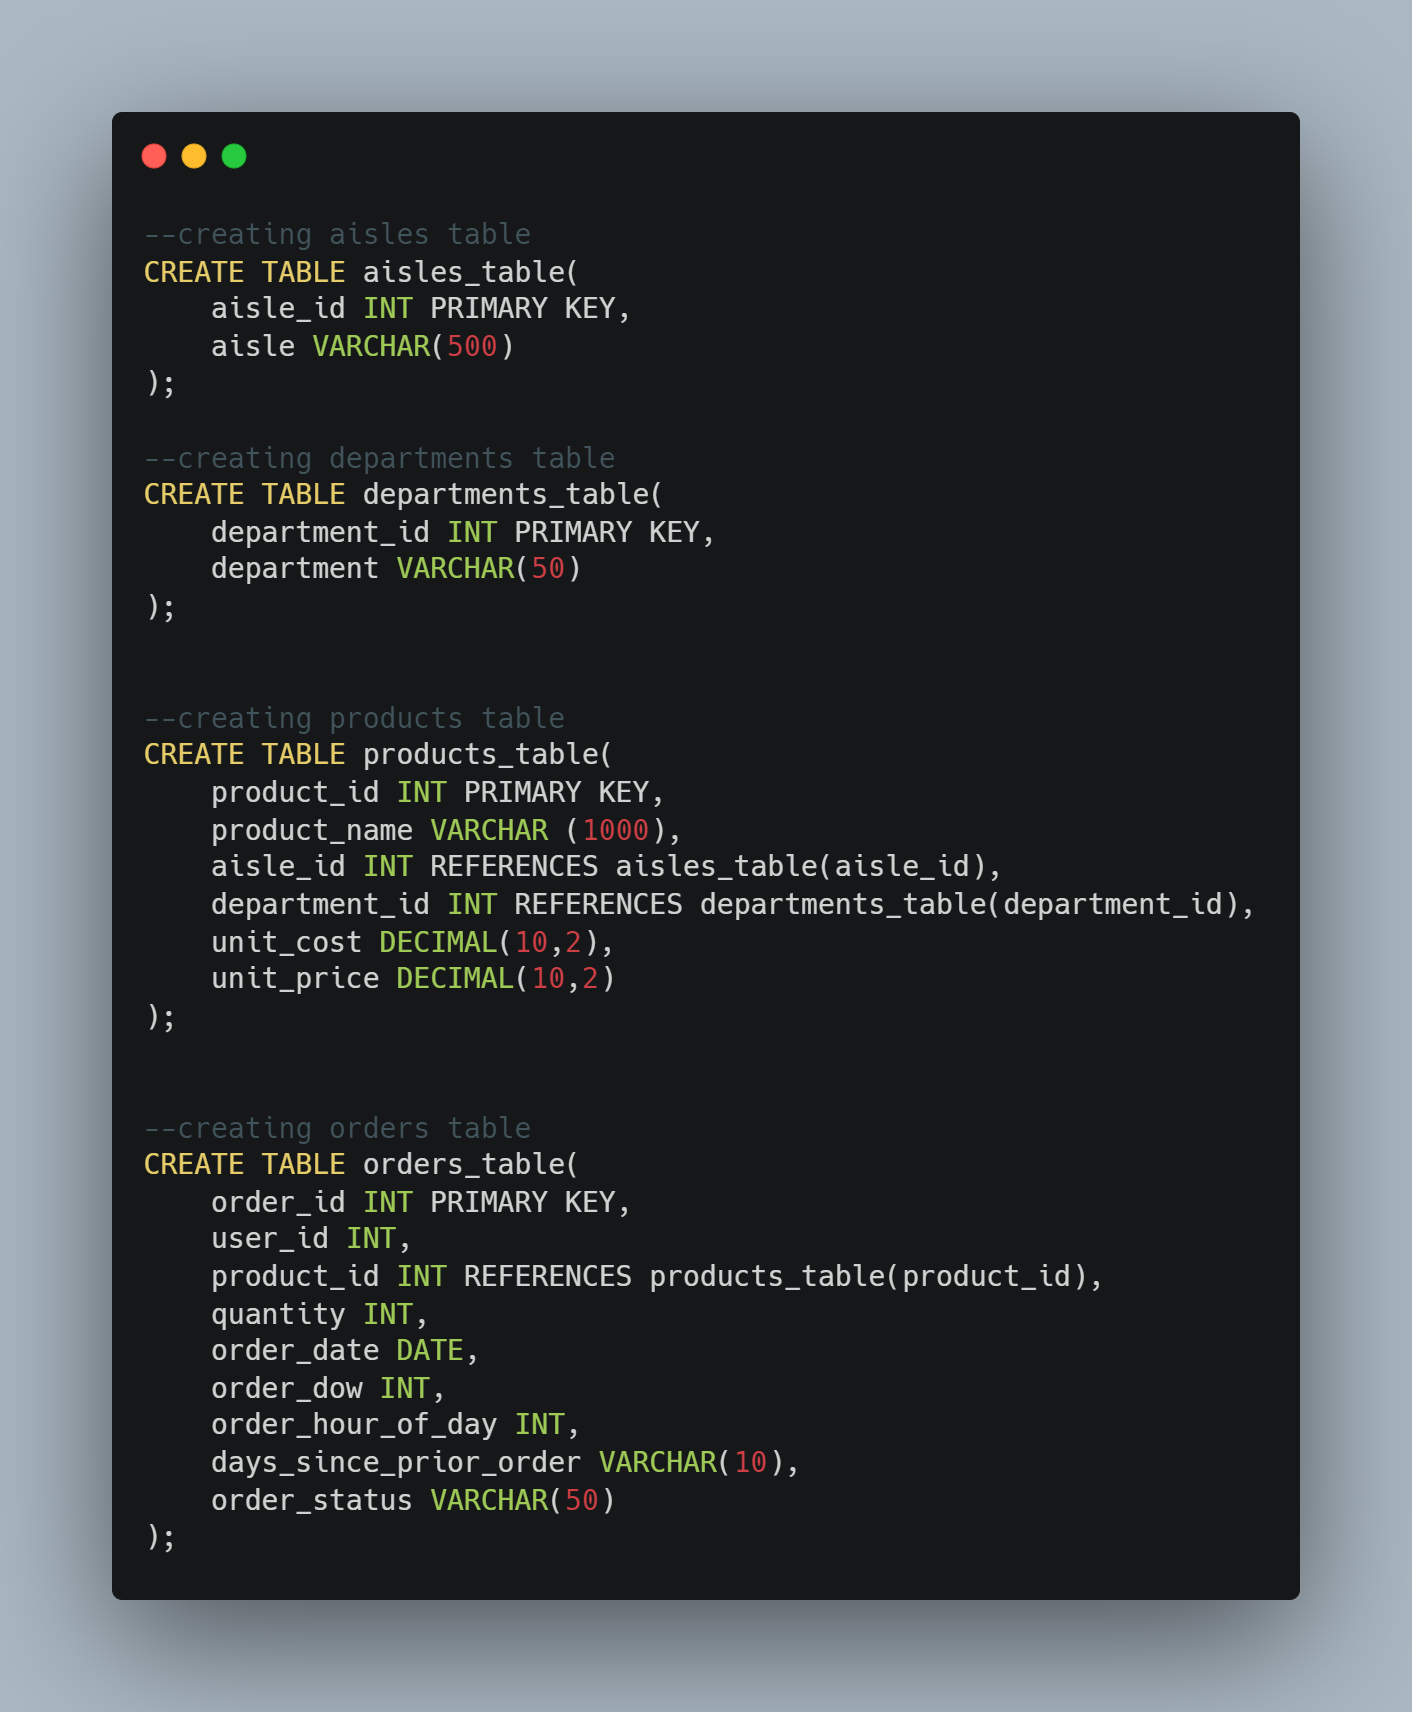 --creating aisles table
CREATE TABLE aisles_table(
    aisle_id INT PRIMARY KEY,
    aisle VARCHAR(500)
);

--creating departments table
CREATE TABLE departments_table(
    department_id INT PRIMARY KEY,
    department VARCHAR(50)
);

--creating products table
CREATE TABLE products_table(
    product_id INT PRIMARY KEY,
    product_name VARCHAR (1000),
    aisle_id INT REFERENCES aisles_table(aisle_id),
    department_id INT REFERENCES departments_table(department_id),
    unit_cost DECIMAL(10,2),
    unit_price DECIMAL(10,2)
);

--creating orders table
CREATE TABLE orders_table(
    order_id INT PRIMARY KEY,
    user_id INT,
    product_id INT REFERENCES products_table(product_id),
    quantity INT,
    order_date DATE,
    order_dow INT,
    order_hour_of_day INT,
    days_since_prior_order VARCHAR(10),
    order_status VARCHAR(50)
);